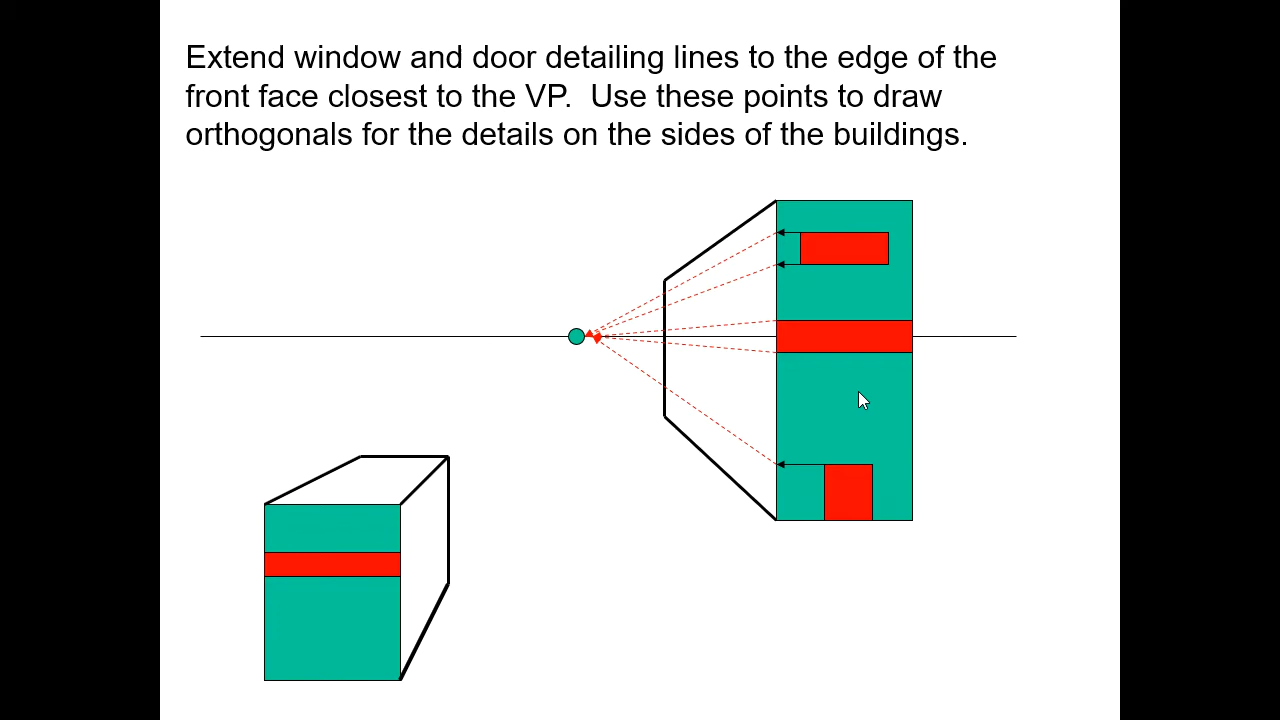 Extend window and door detailing lines to the edge of the
front face closest to the VP.  Use these points to draw
orthogonals for the details on the sides of the buildings.